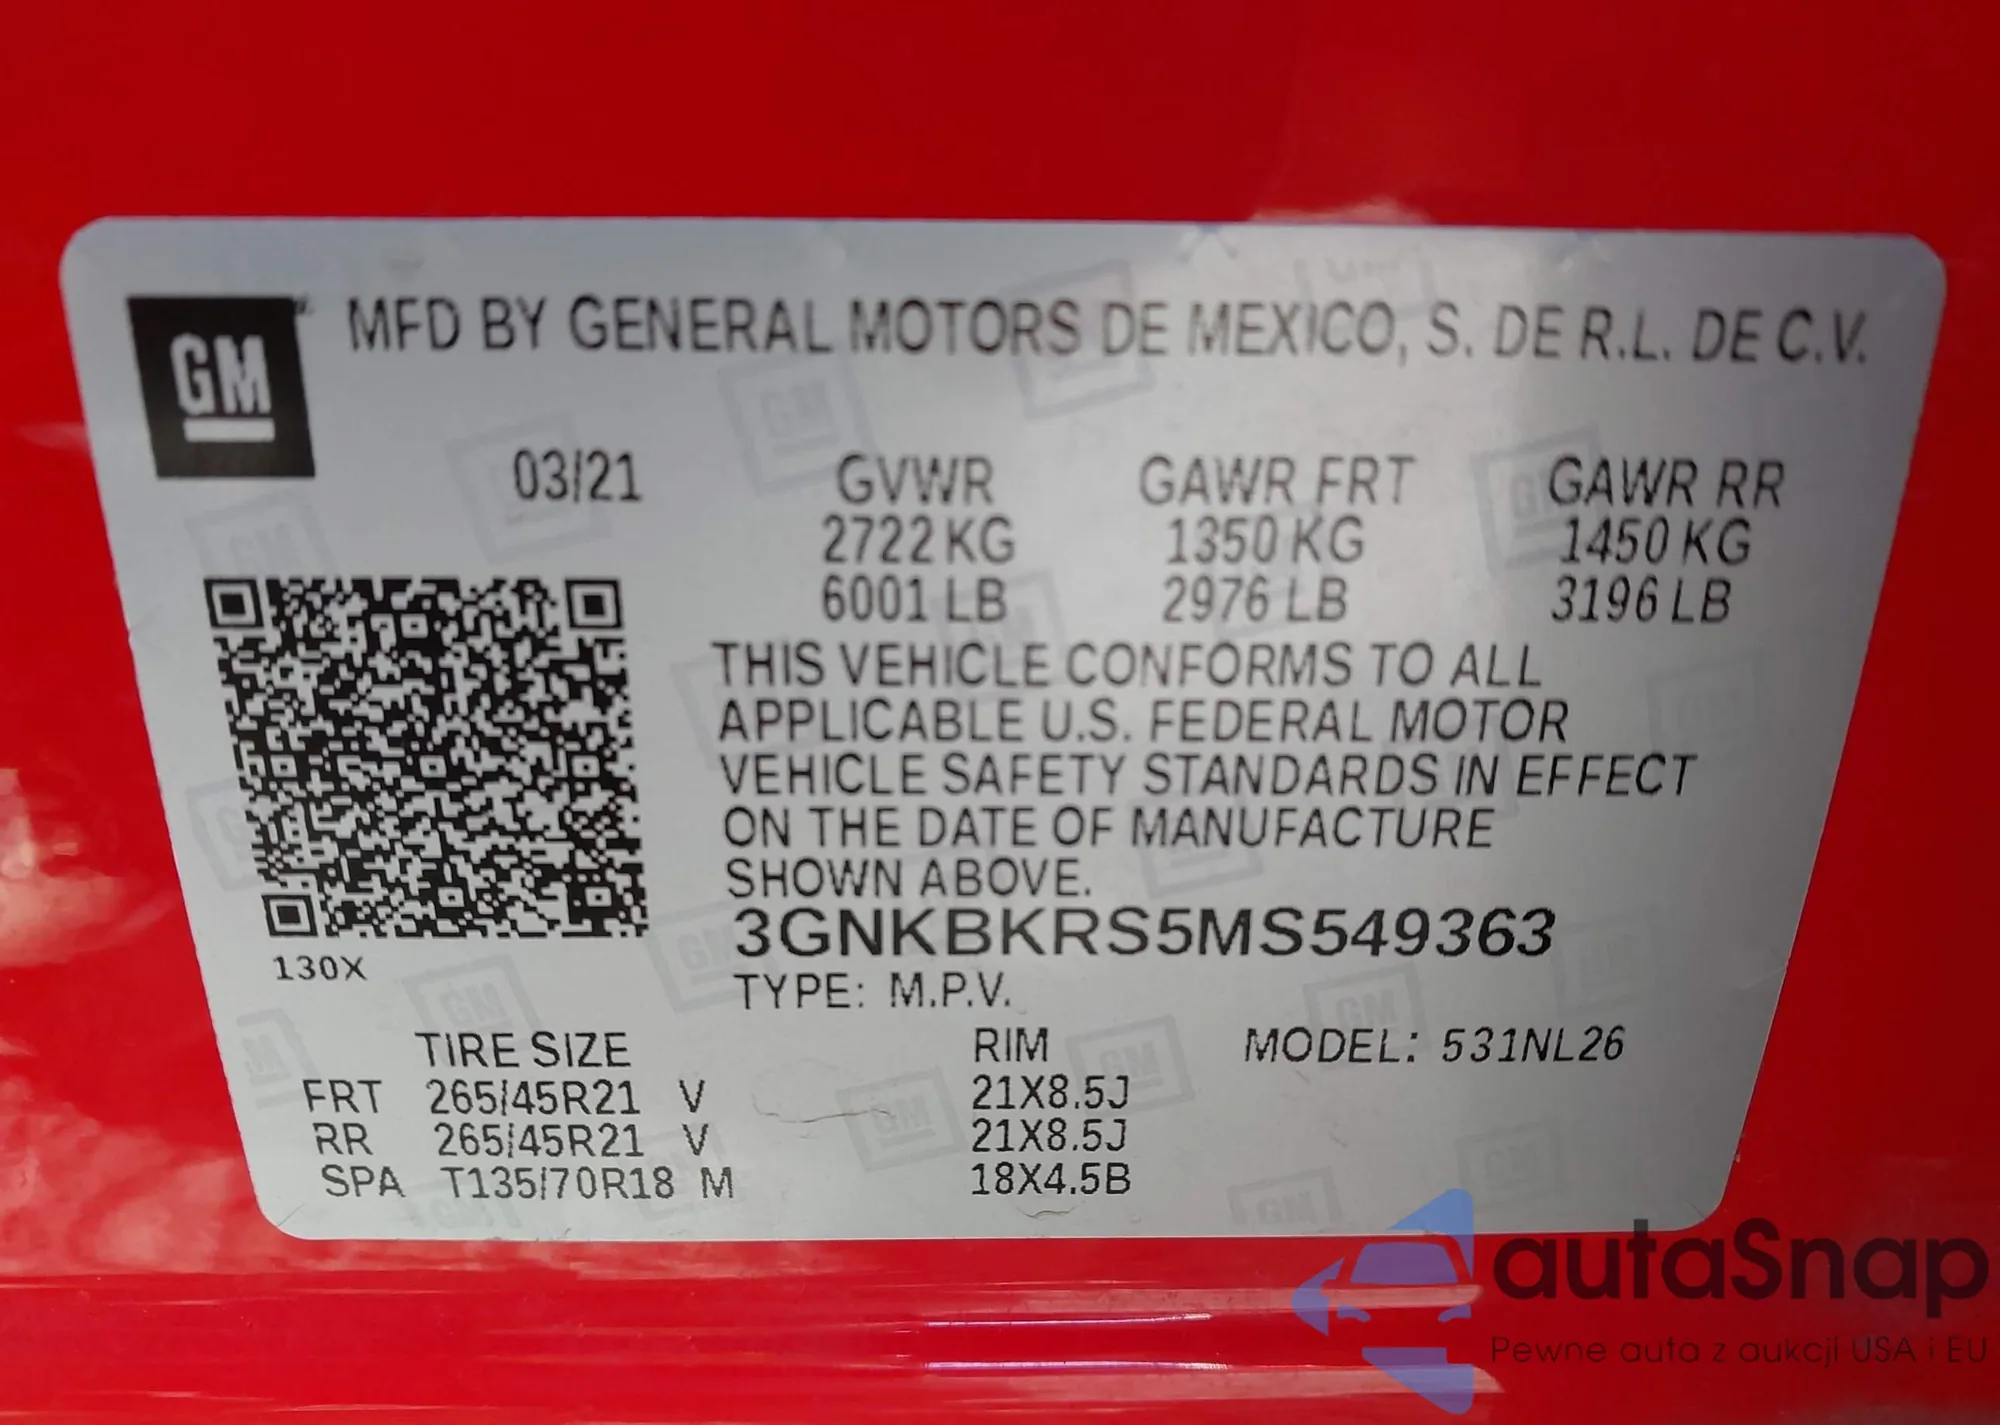 GM
MFD BY GENERAL MOTORS DE MEXICO, S. DE R.L. DE C.V.
03/21
GVWR GAWR FRT GAWR RR
2722 KG 1350 KG 1450 KG
6001 LB 2976 LB 3196 LB
THIS VEHICLE CONFORMS TO ALL
APPLICABLE U.S. FEDERAL MOTOR
VEHICLE SAFETY STANDARDS IN EFFECT
ON THE DATE OF MANUFACTURE
SHOWN ABOVE.
3GNKBKRS5MS549363
130X
TYPE: M.P.V.
TIRE SIZE RIM MODEL: 531NL26
FRT 265/45R21 V 21X8.5J
RR 265/45R21 V 21X8.5J
SPA T135/70R18 M 18X4.5B
autaSnap
Pewne auta z aukcji USA i EU